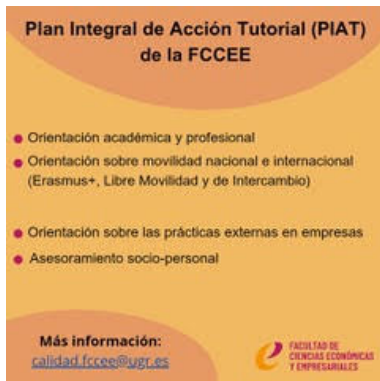 Plan Integral de Acción Tutorial (PIAT)
de la FCCEE
Orientación académica y profesional
Orientación sobre movilidad nacional e internacional
(Erasmus+, Libre Movilidad y de Intercambio)
Orientación sobre las prácticas externas en empresas
Asesoramiento socio-personal
Más información:
calidad.fccee@ugr.es
FACULTAD DE
CIENCIAS ECONÓMICAS
Y EMPRESARIALES